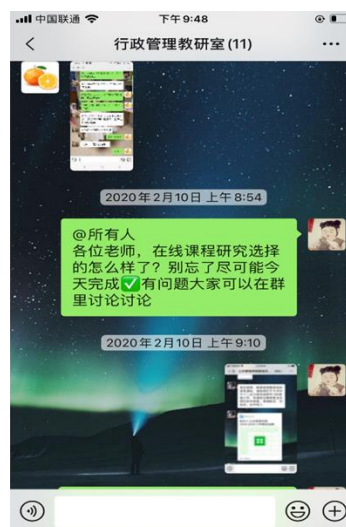 中国联通
下午9:48
行政管理教研室(11)
2020年2月10日 上午8:54
@所有人
各位老师，在线课程研究选择
的怎么样了？别忘了尽可能今
天完成✅有问题大家可以在群
里讨论讨论
2020年2月10日 上午9:10